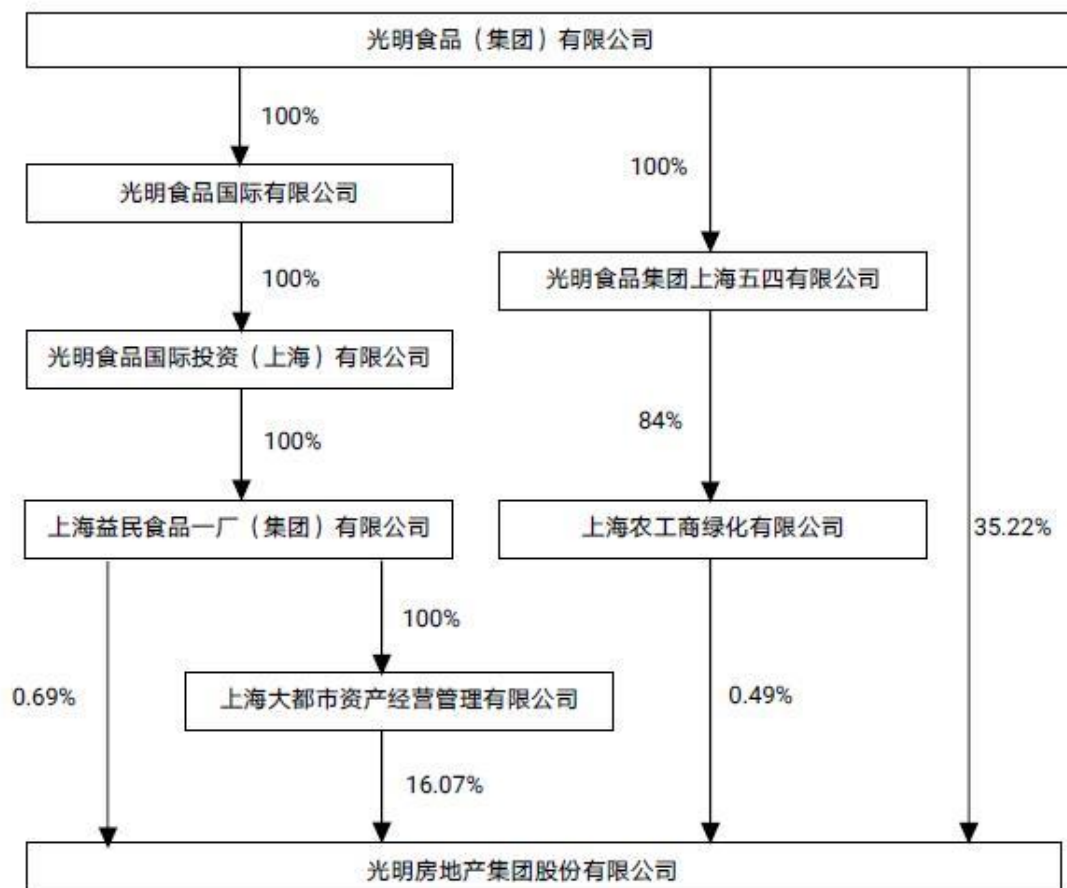 光明食品（集团）有限公司
100%
100%
光明食品国际有限公司
100%
光明食品集团上海五四有限公司
光明食品国际投资（上海）有限公司
84%
100%
上海益民食品一厂（集团）有限公司
上海农工商绿化有限公司
35.22%
100%
0.69%
上海大都市资产经营管理有限公司
0.49%
16.07%
光明房地产集团股份有限公司